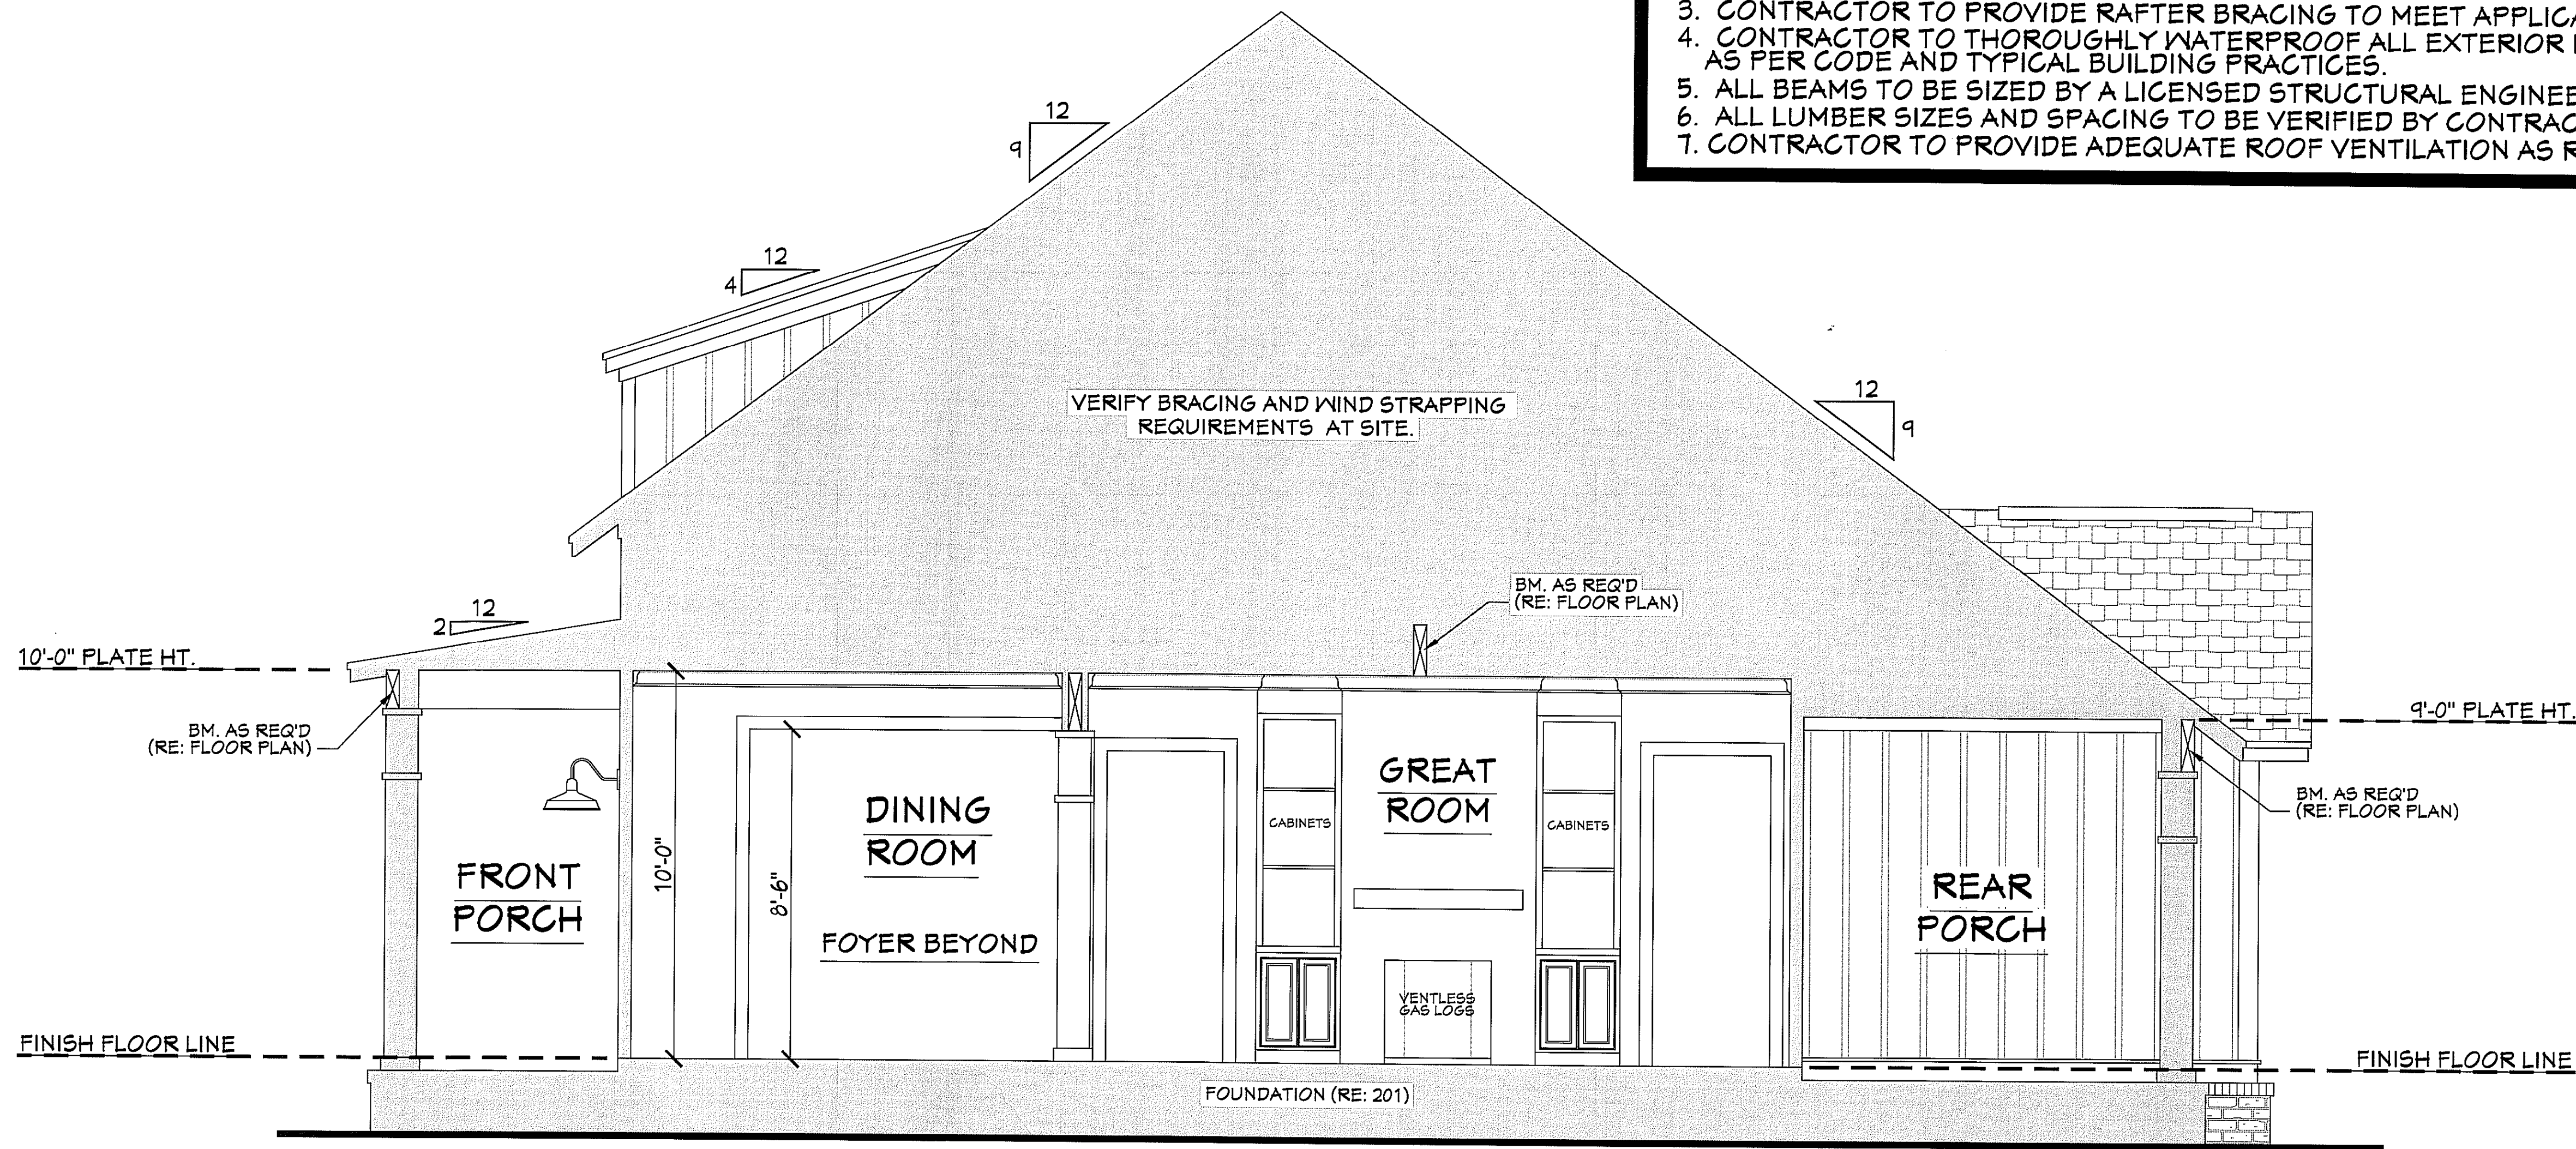 3. CONTRACTOR TO PROVIDE RAFTER BRACING TO MEET
4. CONTRACTOR TO THOROUGHLY WATERPROOF ALL EXTERIOR
AS PER CODE AND TYPICAL BUILDING PRACTICES.
5. ALL BEAMS TO BE SIZED BY A LICENSED STRUCTURAL
6. ALL LUMBER SIZES AND SPACING TO BE VERIFIED BY
7. CONTRACTOR TO PROVIDE ADEQUATE ROOF VENTILATION AS
12
9
12
4
12
9
VERIFY BRACING AND WIND STRAPPING
REQUIREMENTS AT SITE.
12
2
BM. AS REQ'D
(RE: FLOOR PLAN)
10'-0" PLATE HT.
9'-0" PLATE HT.
BM. AS REQ'D
(RE: FLOOR PLAN)
BM. AS REQ'D
(RE: FLOOR PLAN)
FRONT
PORCH
10'-0"
8'-6"
DINING
ROOM
FOYER BEYOND
CABINETS
GREAT
ROOM
CABINETS
VENTLESS
GAS LOGS
REAR
PORCH
FINISH FLOOR LINE
FINISH FLOOR LINE
FOUNDATION (RE: 201)